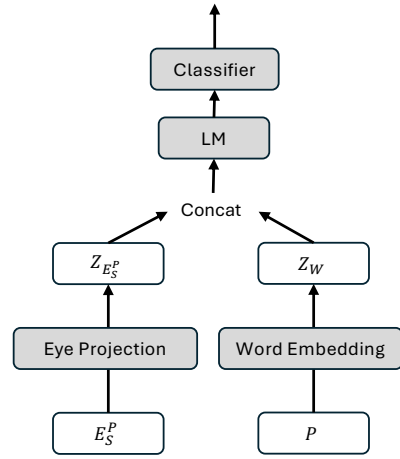 Classifier
LM
Concat
$Z_{E_S^P}$
$Z_W$
Eye Projection
Word Embedding
$E_S^P$
$P$